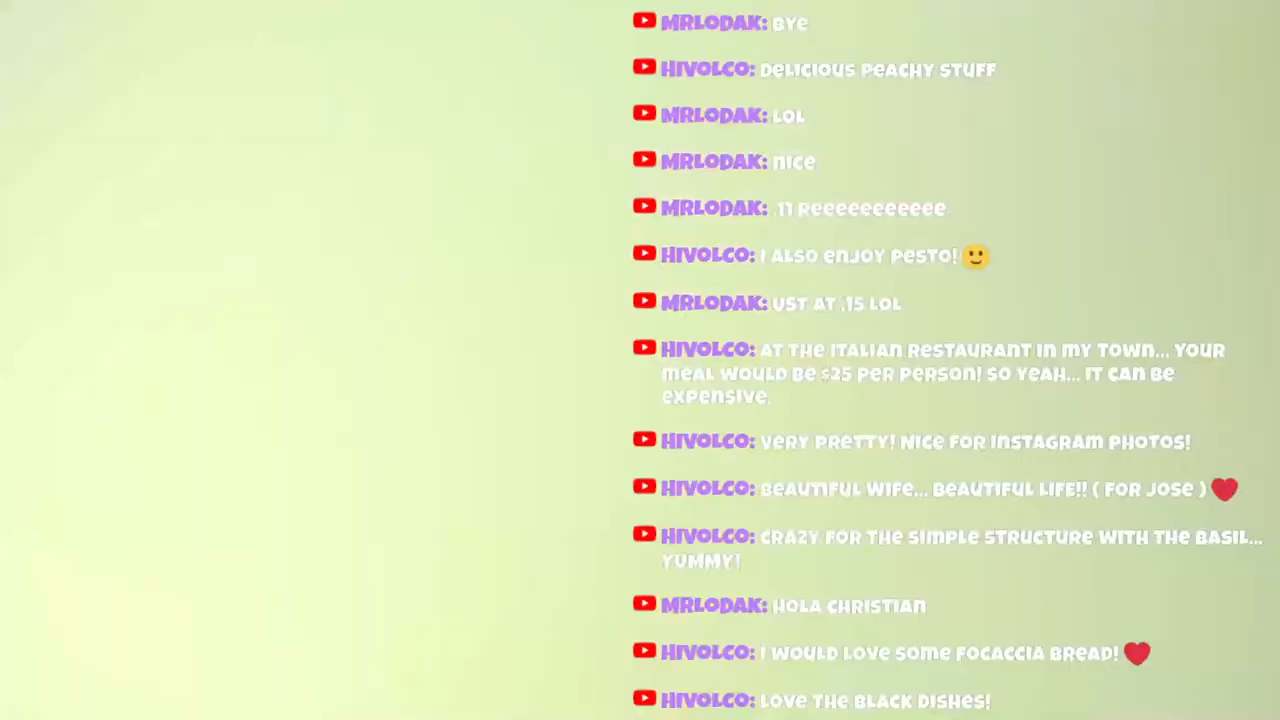 MRLODAK: BYE
HIVOLCO: DELICIOUS PEACHY STUFF
MRLODAK: LOL
MRLODAK: NICE
MRLODAK: .11 REEEEEEEEEEE
HIVOLCO: I ALSO ENJOY PESTO! 🙂
MRLODAK: UST AT .15 LOL
HIVOLCO: AT THE ITALIAN RESTAURANT IN MY TOWN... YOUR
MEAL WOULD BE $25 PER PERSON! SO YEAH... IT CAN BE
EXPENSIVE.
HIVOLCO: VERY PRETTY! NICE FOR INSTAGRAM PHOTOS!
HIVOLCO: BEAUTIFUL WIFE... BEAUTIFUL LIFE!! ( FOR JOSE ) ❤️
HIVOLCO: CRAZY FOR THE SIMPLE STRUCTURE WITH THE BASIL...
YUMMY!
MRLODAK: HOLA CHRISTIAN
HIVOLCO: I WOULD LOVE SOME FOCACCIA BREAD! ❤️
HIVOLCO: LOVE THE BLACK DISHES!